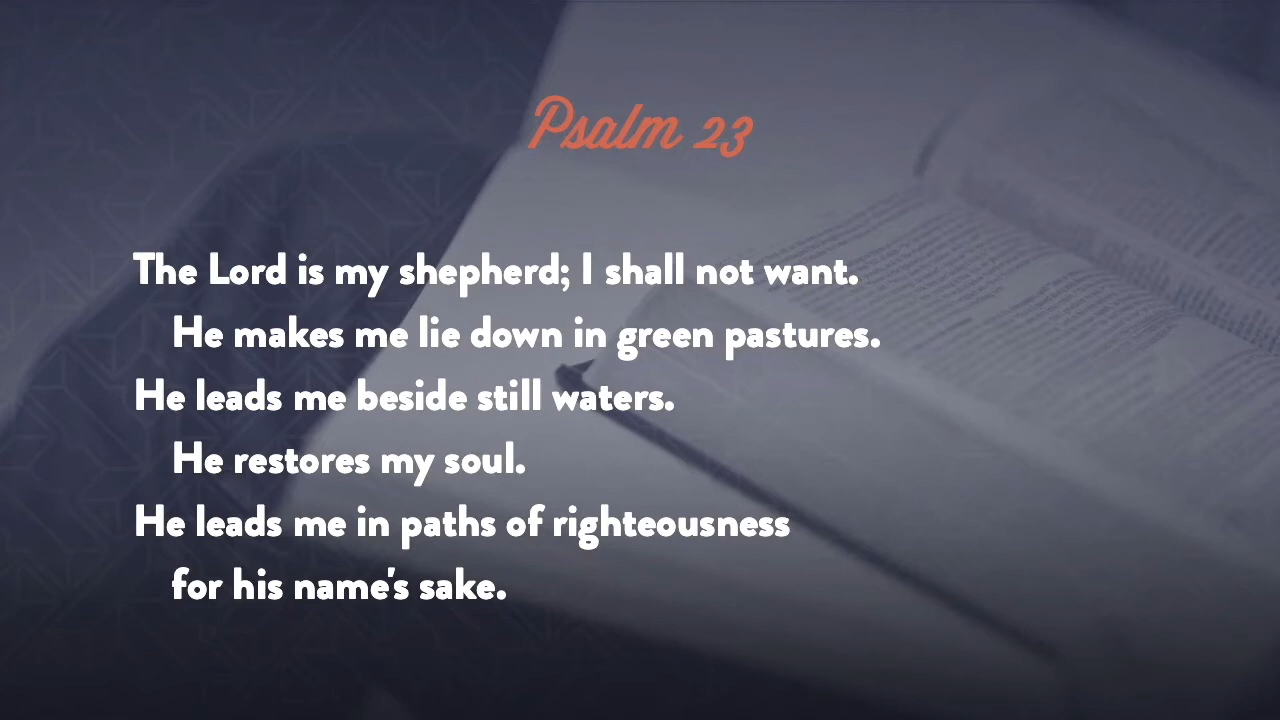 Psalm 23
The Lord is my shepherd; I shall not want.
He makes me lie down in green pastures.
He leads me beside still waters.
He restores my soul.
He leads me in paths of righteousness
for his name's sake.